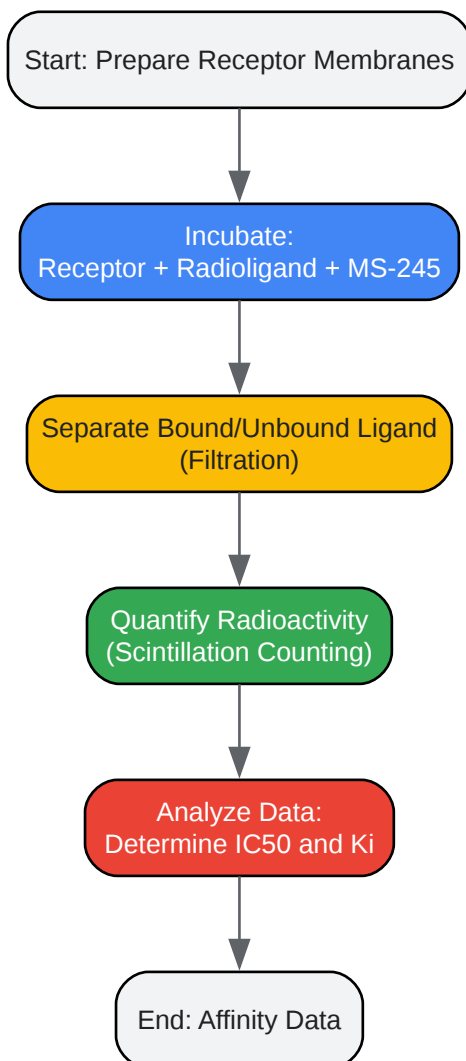 Start: Prepare Receptor Membranes
Incubate:
Receptor + Radioligand + MS-245
Separate Bound/Unbound Ligand
(Filtration)
Quantify Radioactivity
(Scintillation Counting)
Analyze Data:
Determine IC50 and Ki
End: Affinity Data